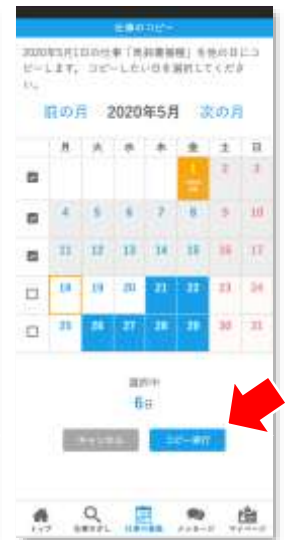 仕事のコピー
2020年5月1日の仕事「飛
」を他の日にコ
ピーします。 コピーしたい日を選択してくださ
い。
前の月 2020年5月 次の月
月 火 水 木 金 土 日
1 2 3
4 5 6 7 8 9 10
11 12 13 14 15 16 17
18 19 20 21 22 23 24
25 26 27 28 29 30 31
選択中
6日
キャンセル コピー実行
トップ 仕事さがし 仕事の管理 メッセージ マイページ